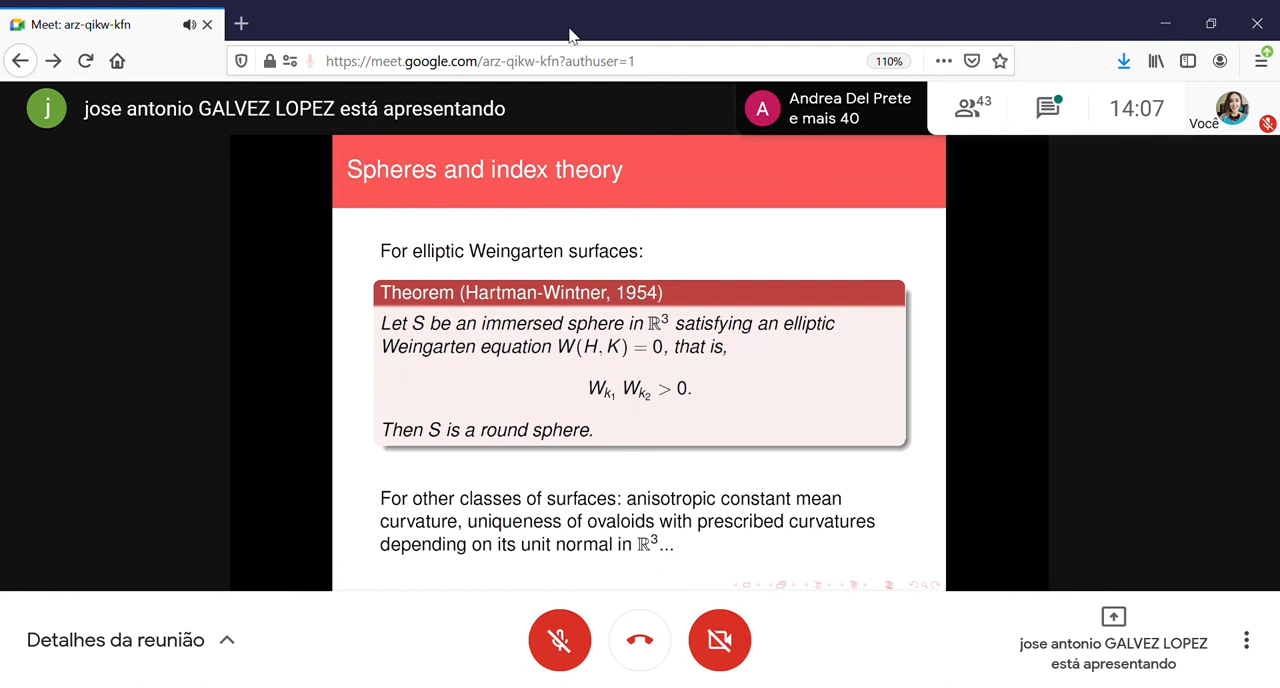 Meet: arz-qikw-kfn
https://meet.google.com/arz-qikw-kfn?authuser=1
110%
j
jose antonio GALVEZ LOPEZ está apresentando
A
Andrea Del Prete
e mais 40
43
14:07
Você
Spheres and index theory
For elliptic Weingarten surfaces:
Theorem (Hartman-Wintner, 1954)
Let S be an immersed sphere in ℝ³ satisfying an elliptic
Weingarten equation W(H, K) = 0, that is,
W_{k₁} W_{k₂} > 0.
Then S is a round sphere.
For other classes of surfaces: anisotropic constant mean
curvature, uniqueness of ovaloids with prescribed curvatures
depending on its unit normal in ℝ³...
Detalhes da reunião
jose antonio GALVEZ LOPEZ
está apresentando